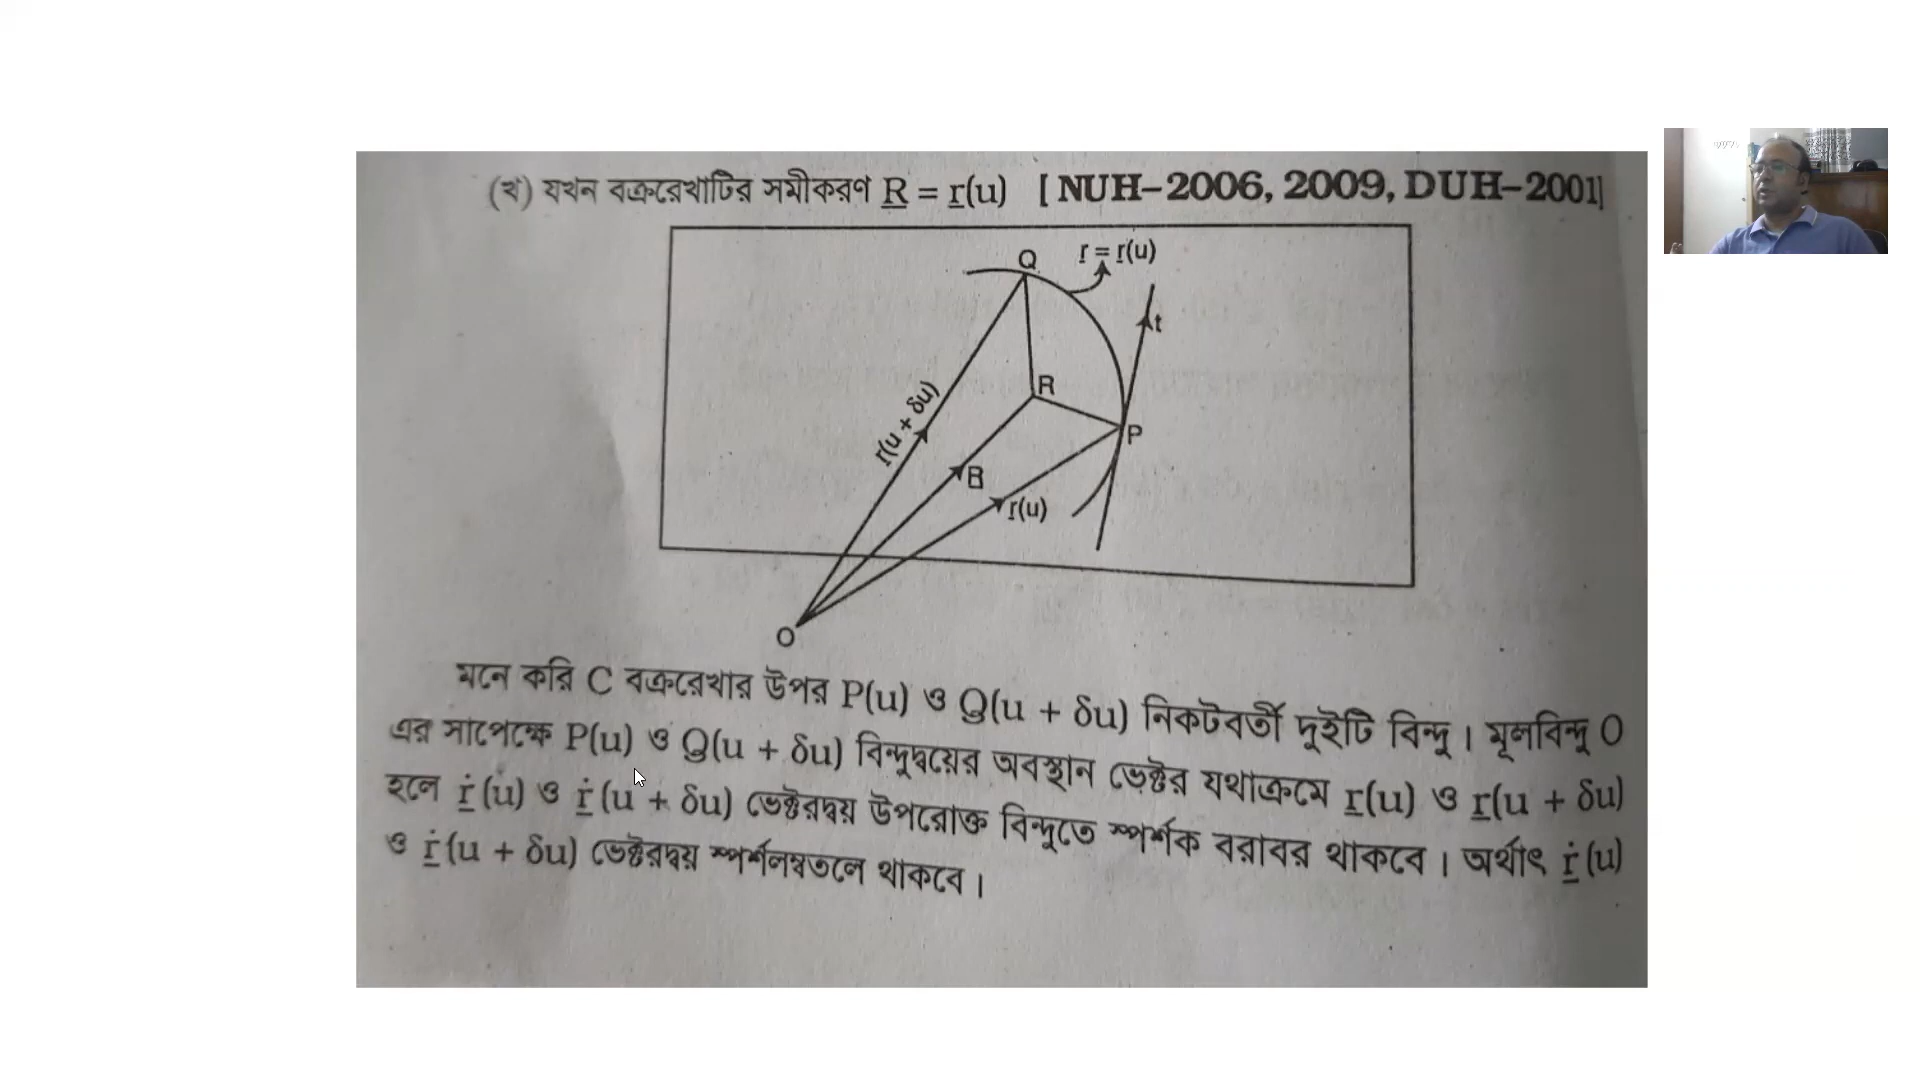 (খ) যখন বক্ররেখাটির সমীকরণ R = r(u) [ NUH–2006, 2009, DUH–2001]
Q
r = r(u)
t
r(u + δu)
R
P
R
r(u)
O
মনে করি C বক্ররেখার উপর P(u) ও Q(u + δu) নিকটবর্তী দুইটি বিন্দু। মূলবিন্দু O
এর সাপেক্ষে P(u) ও Q(u + δu) বিন্দুদ্বয়ের অবস্থান ভেক্টর যথাক্রমে r(u) ও r(u + δu)
হলে ṙ(u) ও ṙ(u + δu) ভেক্টরদ্বয় উপরোক্ত বিন্দুতে স্পর্শক বরাবর থাকবে। অর্থাৎ ṙ(u)
ও ṙ(u + δu) ভেক্টরদ্বয় স্পর্শলম্বতলে থাকবে।